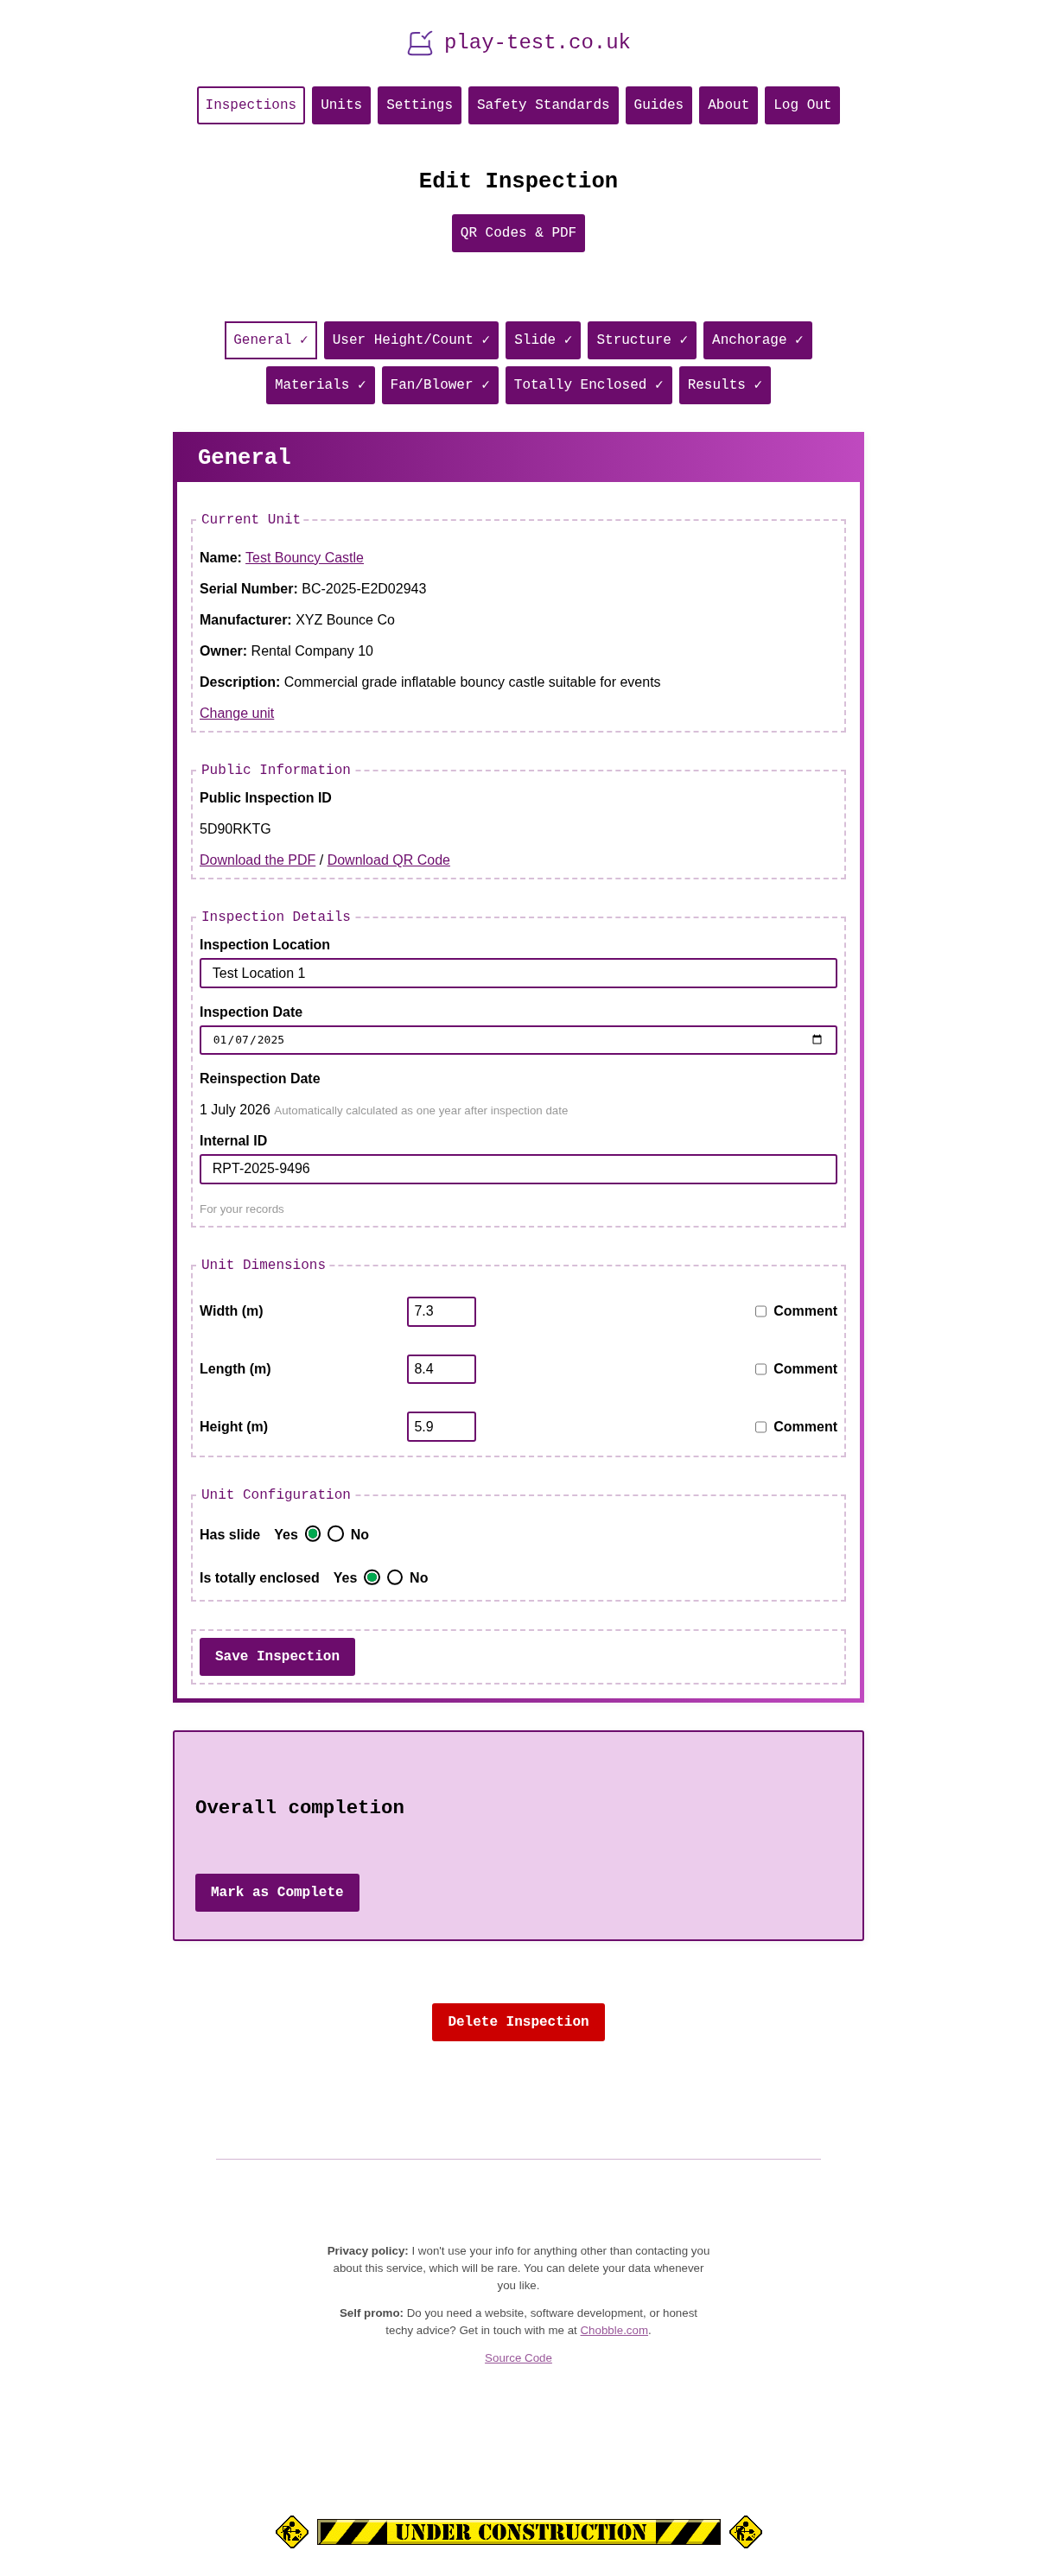 play-test.co.uk
Inspections Units Settings Safety Standards Guides About Log Out
Edit Inspection
QR Codes & PDF
General ✓ User Height/Count ✓ Slide ✓ Structure ✓ Anchorage ✓
Materials ✓ Fan/Blower ✓ Totally Enclosed ✓ Results ✓
General
Current Unit
Name: Test Bouncy Castle
Serial Number: BC-2025-E2D02943
Manufacturer: XYZ Bounce Co
Owner: Rental Company 10
Description: Commercial grade inflatable bouncy castle suitable for events
Change unit
Public Information
Public Inspection ID
5D90RKTG
Download the PDF / Download QR Code
Inspection Details
Inspection Location
Test Location 1
Inspection Date
01/07/2025
Reinspection Date
1 July 2026 Automatically calculated as one year after inspection date
Internal ID
RPT-2025-9496
For your records
Unit Dimensions
Width (m) 7.3 Comment
Length (m) 8.4 Comment
Height (m) 5.9 Comment
Unit Configuration
Has slide Yes No
Is totally enclosed Yes No
Save Inspection
Overall completion
Mark as Complete
Delete Inspection
Privacy policy: I won't use your info for anything other than contacting you
about this service, which will be rare. You can delete your data whenever
you like.
Self promo: Do you need a website, software development, or honest
techy advice? Get in touch with me at Chobble.com.
Source Code
UNDER CONSTRUCTION